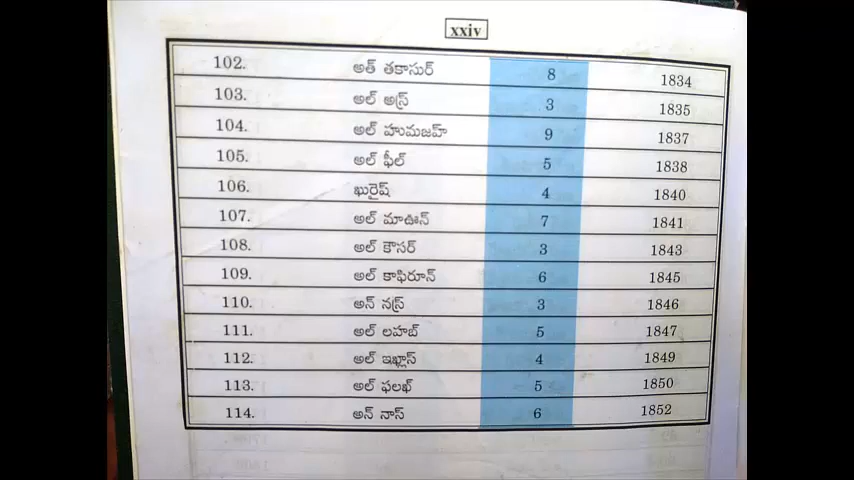 xxiv
102. అత్ తకాసుర్ 8 1834
103. అల్ అస్ర్ 3 1835
104. అల్ హుమజహ్ 9 1837
105. అల్ ఫీల్ 5 1838
106. ఖురైష్ 4 1840
107. అల్ మాఊన్ 7 1841
108. అల్ కౌసర్ 3 1843
109. అల్ కాఫిరూన్ 6 1845
110. అన్ నస్ర్ 3 1846
111. అల్ లహబ్ 5 1847
112. అల్ ఇఖ్లాస్ 4 1849
113. అల్ ఫలఖ్ 5 1850
114. అన్ నాస్ 6 1852